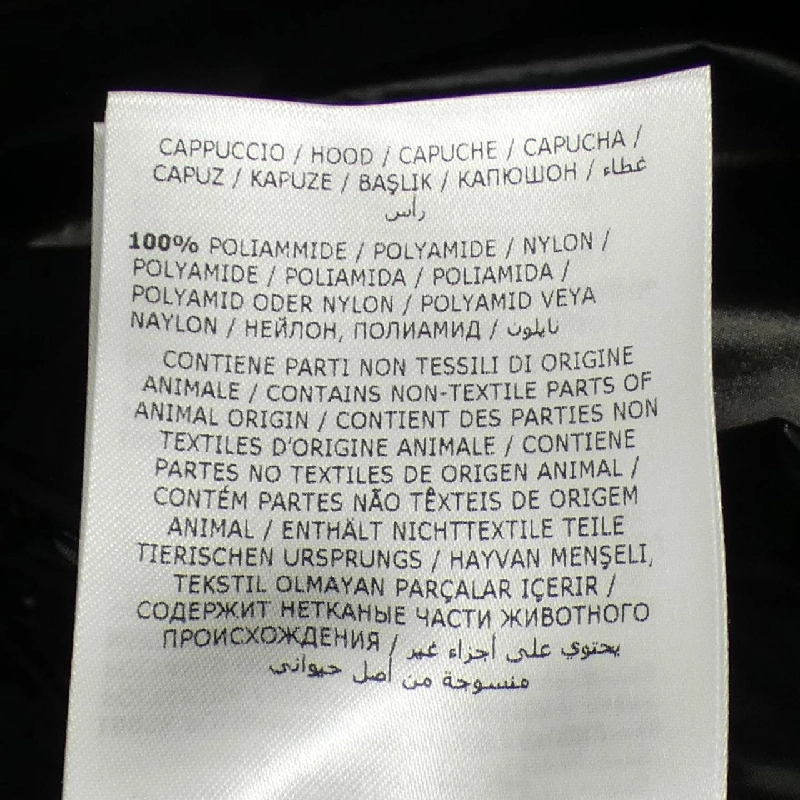 CAPPUCCIO / HOOD / CAPUCHE / CAPUCHA /
CAPUZ / KAPUZE / BAŞLIK / КАПЮШОН / غطاء
رأس
100% POLIAMMIDE / POLYAMIDE / NYLON /
POLYAMIDE / POLIAMIDA / POLIAMIDA /
POLYAMID ODER NYLON / POLYAMID VEYA
NAYLON / НЕЙЛОН, ПОЛИАМИД / نايلون
CONTIENE PARTI NON TESSILI DI ORIGINE
ANIMALE / CONTAINS NON-TEXTILE PARTS OF
ANIMAL ORIGIN / CONTIENT DES PARTIES NON
TEXTILES D'ORIGINE ANIMALE / CONTIENE
PARTES NO TEXTILES DE ORIGEN ANIMAL /
CONTÉM PARTES NÃO TÊXTEIS DE ORIGEM
ANIMAL / ENTHÄLT NICHTTEXTILE TEILE
TIERISCHEN URSPRUNGS / HAYVAN MENŞELİ,
TEKSTIL OLMAYAN PARÇALAR IÇERIR /
СОДЕРЖИТ НЕТКАНЫЕ ЧАСТИ ЖИВОТНОГО
ПРОИСХОЖДЕНИЯ / يحتوي على أجزاء غير
منسوجة من أصل حيواني